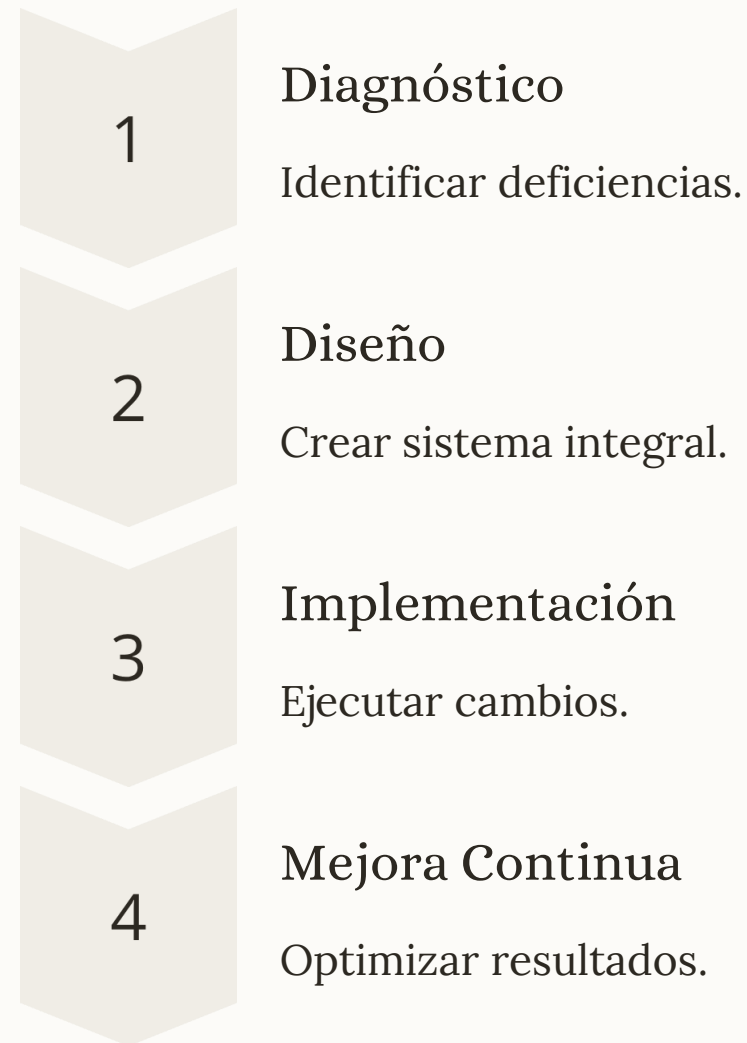 1
Diagnóstico
Identificar deficiencias.
2
Diseño
Crear sistema integral.
3
Implementación
Ejecutar cambios.
4
Mejora Continua
Optimizar resultados.